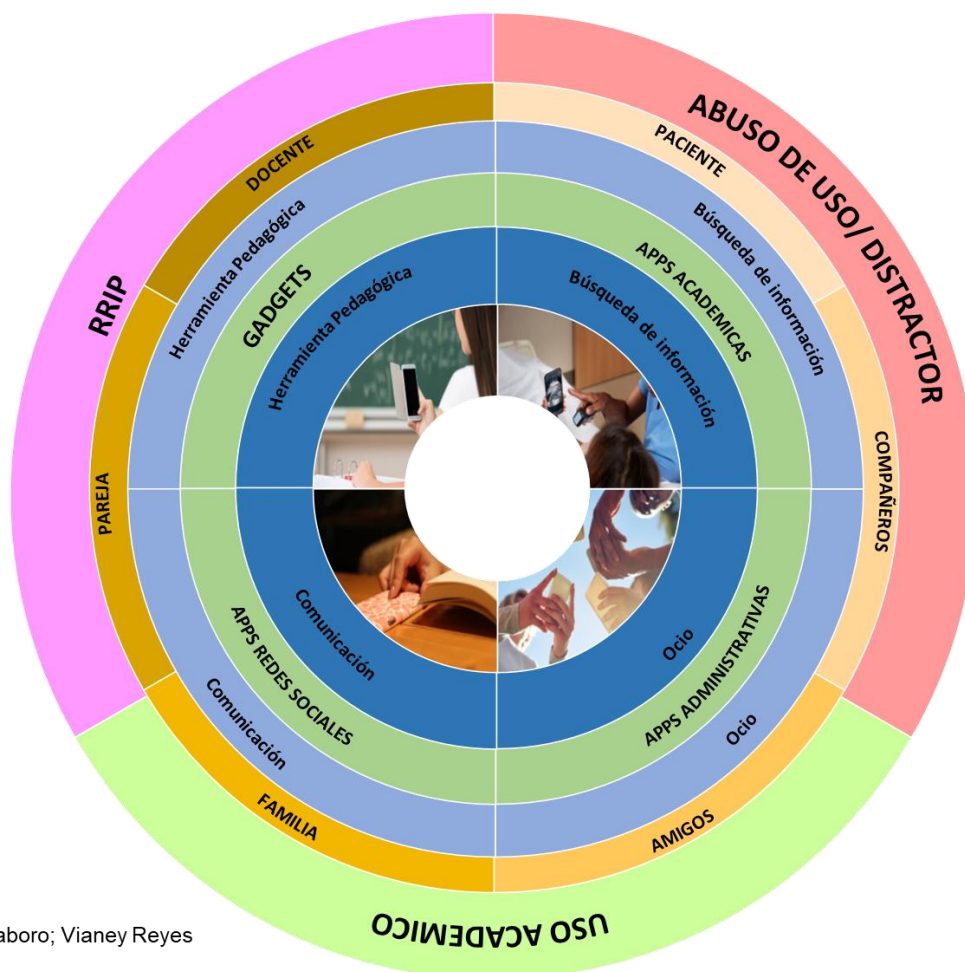 ABUSO DE USO/ DISTRACTOR
RRIP
USO ACADEMICO
DOCENTE
PACIENTE
PAREJA
COMPAÑEROS
FAMILIA
AMIGOS
Herramienta Pedagógica
Búsqueda de información
Comunicación
Ocio
GADGETS
APPS ACADEMICAS
APPS REDES SOCIALES
APPS ADMINISTRATIVAS
Herramienta Pedagógica
Búsqueda de información
Comunicación
Ocio
aboro; Vianey Reyes